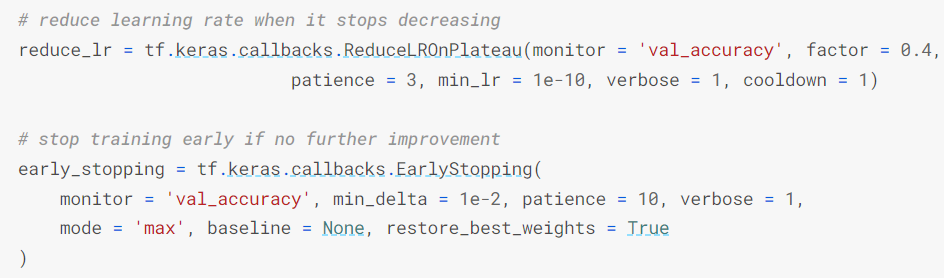 # reduce learning rate when it stops decreasing
reduce_lr = tf.keras.callbacks.ReduceLROnPlateau(monitor = 'val_accuracy', factor = 0.4,
patience = 3, min_lr = 1e-10, verbose = 1, cooldown = 1)
# stop training early if no further improvement
early_stopping = tf.keras.callbacks.EarlyStopping(
monitor = 'val_accuracy', min_delta = 1e-2, patience = 10, verbose = 1,
mode = 'max', baseline = None, restore_best_weights = True
)